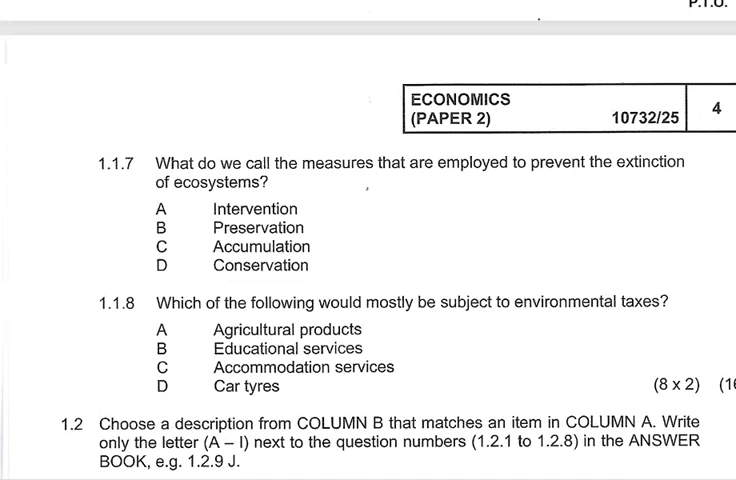 P.T.O.
ECONOMICS
(PAPER 2) 10732/25 4
1.1.7 What do we call the measures that are employed to prevent the extinction
of ecosystems?
A Intervention
B Preservation
C Accumulation
D Conservation
1.1.8 Which of the following would mostly be subject to environmental taxes?
A Agricultural products
B Educational services
C Accommodation services
D Car tyres (8 x 2) (1
1.2 Choose a description from COLUMN B that matches an item in COLUMN A. Write
only the letter (A – I) next to the question numbers (1.2.1 to 1.2.8) in the ANSWER
BOOK, e.g. 1.2.9 J.